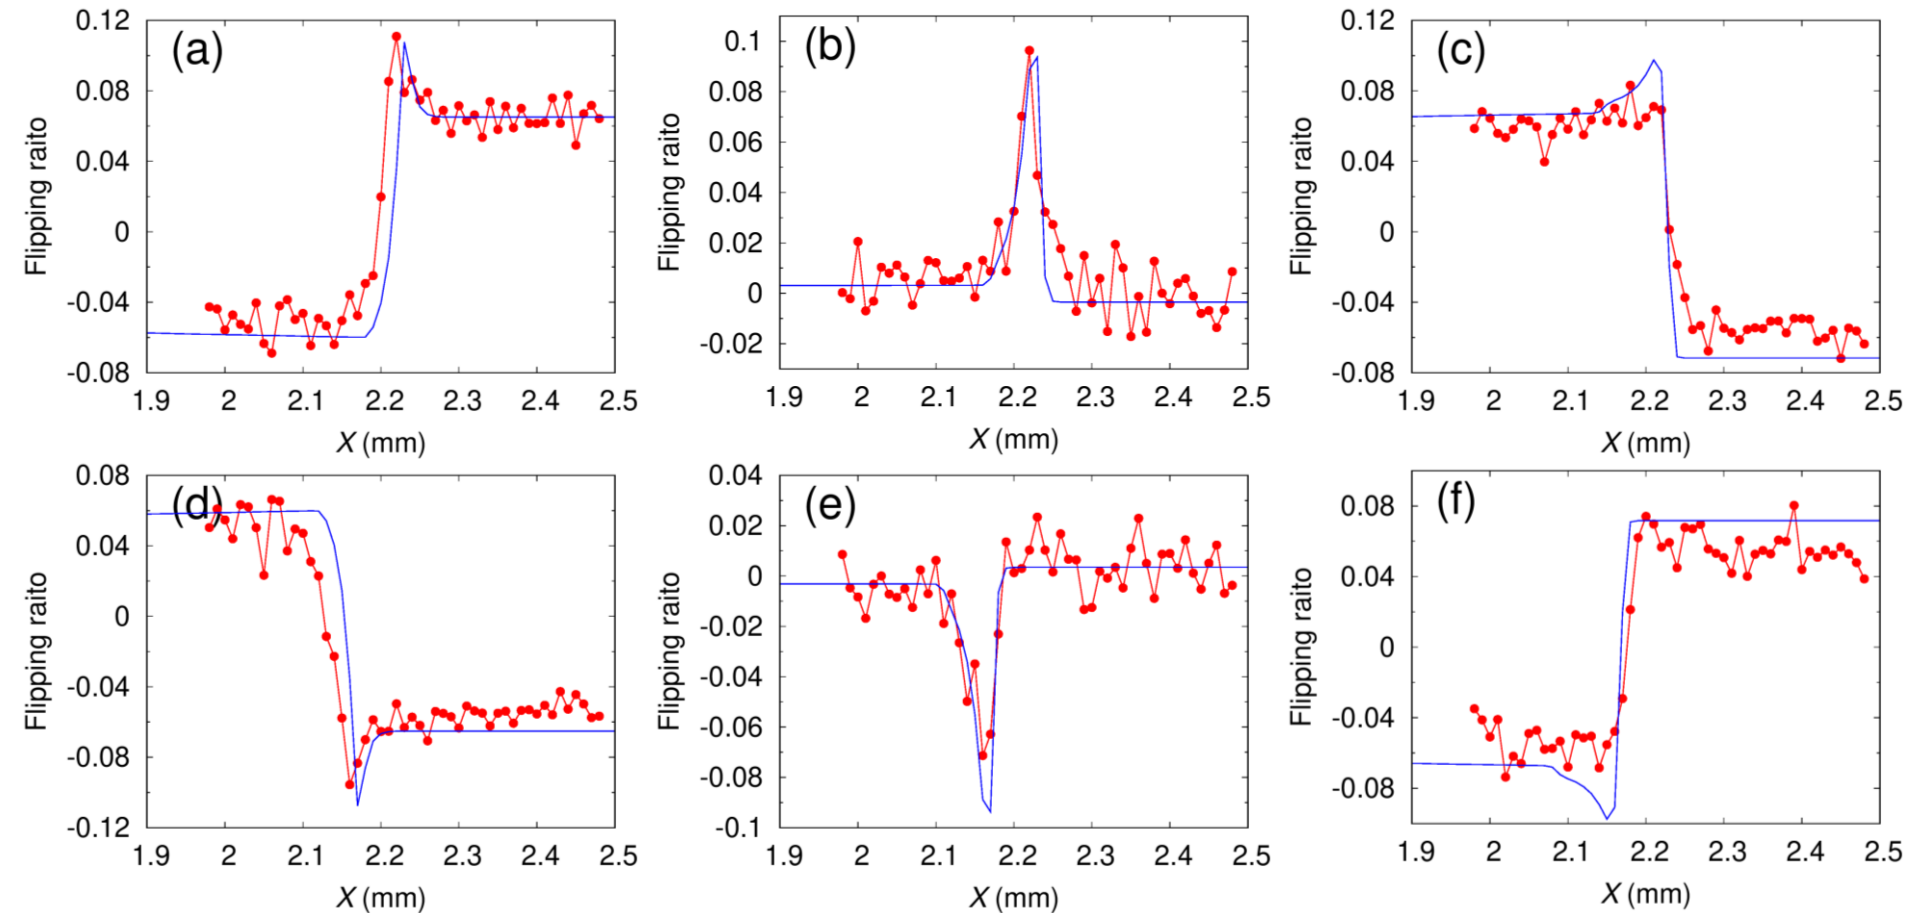 (a)
Flipping raito
0.12
0.08
0.04
0
-0.04
-0.08
1.9 2 2.1 2.2 2.3 2.4 2.5
X (mm)
(b)
Flipping raito
0.1
0.08
0.06
0.04
0.02
0
-0.02
1.9 2 2.1 2.2 2.3 2.4 2.5
X (mm)
(c)
Flipping raito
0.12
0.08
0.04
0
-0.04
-0.08
1.9 2 2.1 2.2 2.3 2.4 2.5
X (mm)
(d)
Flipping raito
0.08
0.04
0
-0.04
-0.08
-0.12
1.9 2 2.1 2.2 2.3 2.4 2.5
X (mm)
(e)
Flipping raito
0.04
0.02
0
-0.02
-0.04
-0.06
-0.08
-0.1
1.9 2 2.1 2.2 2.3 2.4 2.5
X (mm)
(f)
Flipping raito
0.08
0.04
0
-0.04
-0.08
1.9 2 2.1 2.2 2.3 2.4 2.5
X (mm)